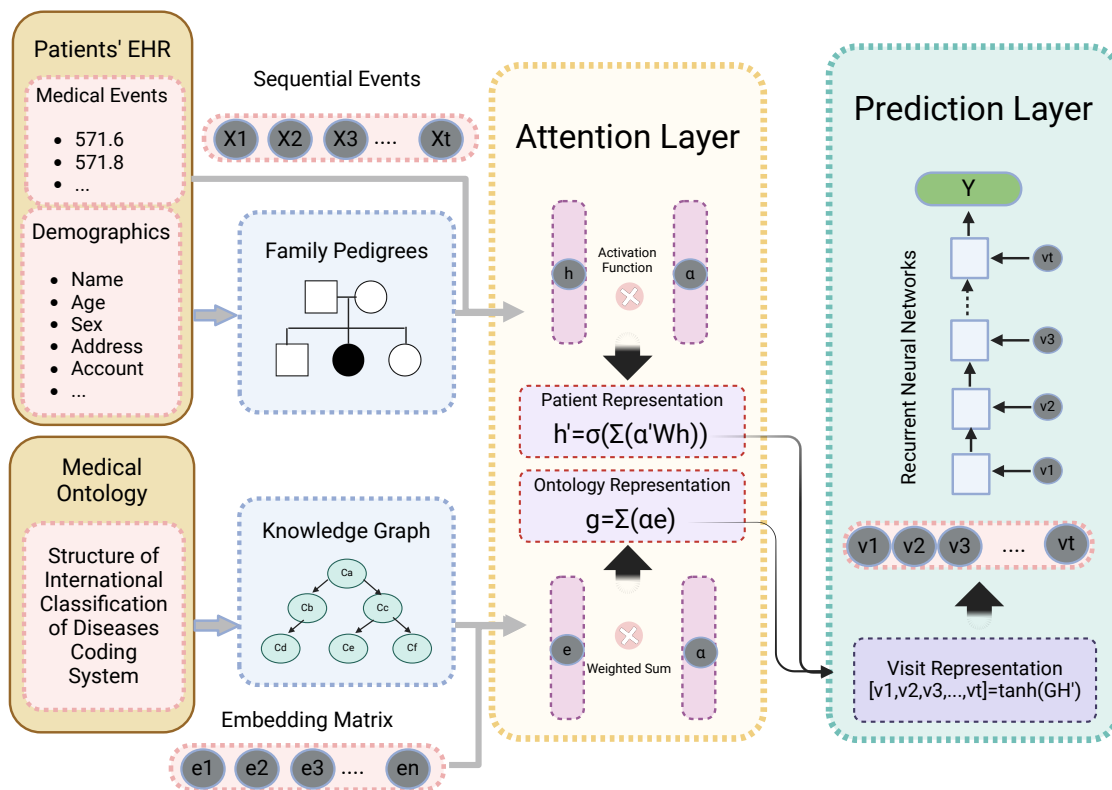 Patients' EHR
Medical Events
• 571.6
• 571.8
• ...
Demographics
• Name
• Age
• Sex
• Address
• Account
• ...
Medical
Ontology
Structure of
International
Classification
of Diseases
Coding
System
Sequential Events
X1 X2 X3 .... Xt
Family Pedigrees
Knowledge Graph
Ca
Cb Cc
Cd Ce Cf
Embedding Matrix
e1 e2 e3 .... en
Attention Layer
Activation
Function
h α
Patient Representation
h'=σ(Σ(α'Wh))
Ontology Representation
g=Σ(αe)
e α
Weighted Sum
Prediction Layer
Y
Recurrent Neural Networks
vt
v3
v2
v1
v1 v2 v3 .... vt
Visit Representation
[v1,v2,v3,...,vt]=tanh(GH')